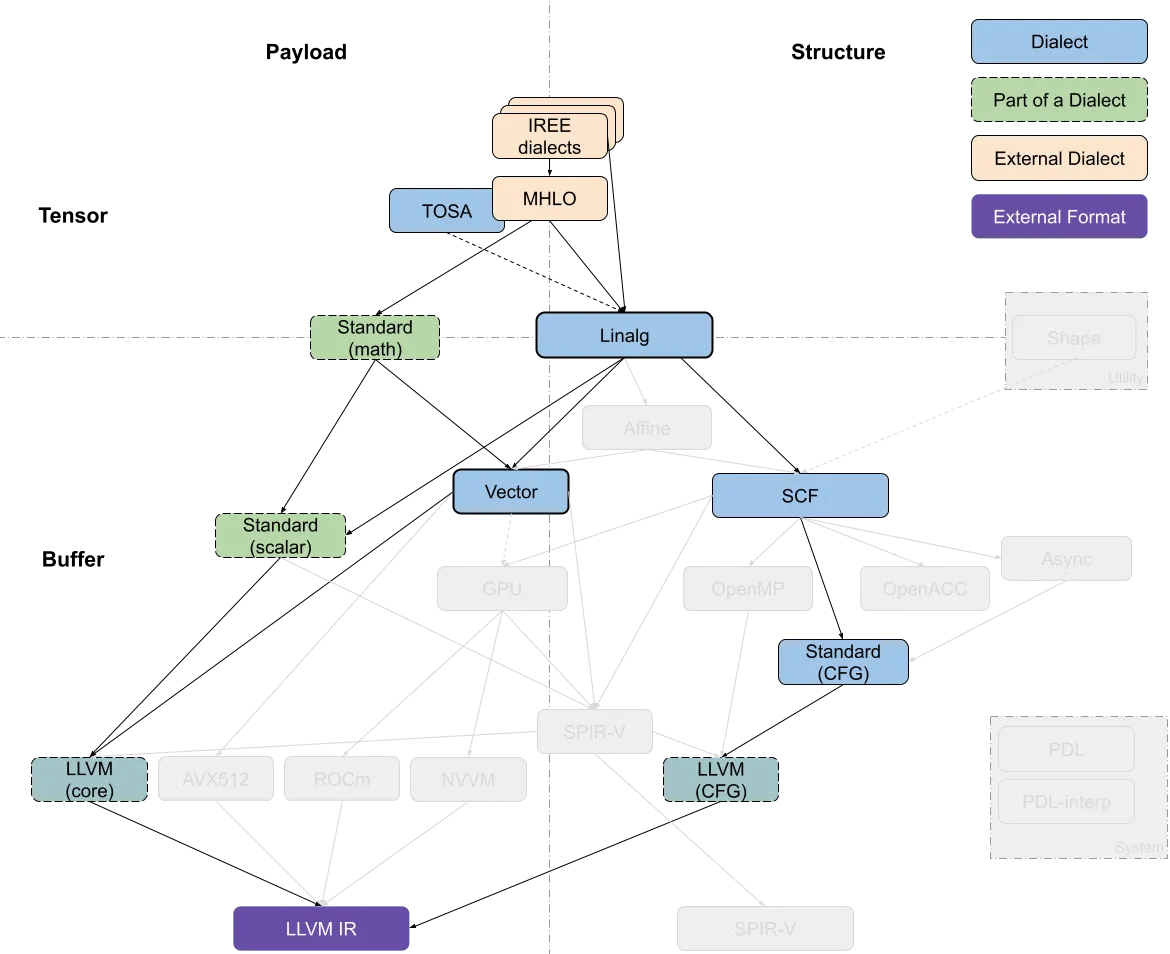 Payload
Structure
Dialect
Part of a Dialect
External Dialect
External Format
IREE
dialects
MHLO
TOSA
Tensor
Standard
(math)
Linalg
Shape
Utility
Affine
Vector
SCF
Standard
(scalar)
Buffer
GPU
OpenMP
OpenACC
Async
Standard
(CFG)
SPIR-V
LLVM
(core)
AVX512
ROCm
NVVM
LLVM
(CFG)
PDL
PDL-interp
System
LLVM IR
SPIR-V